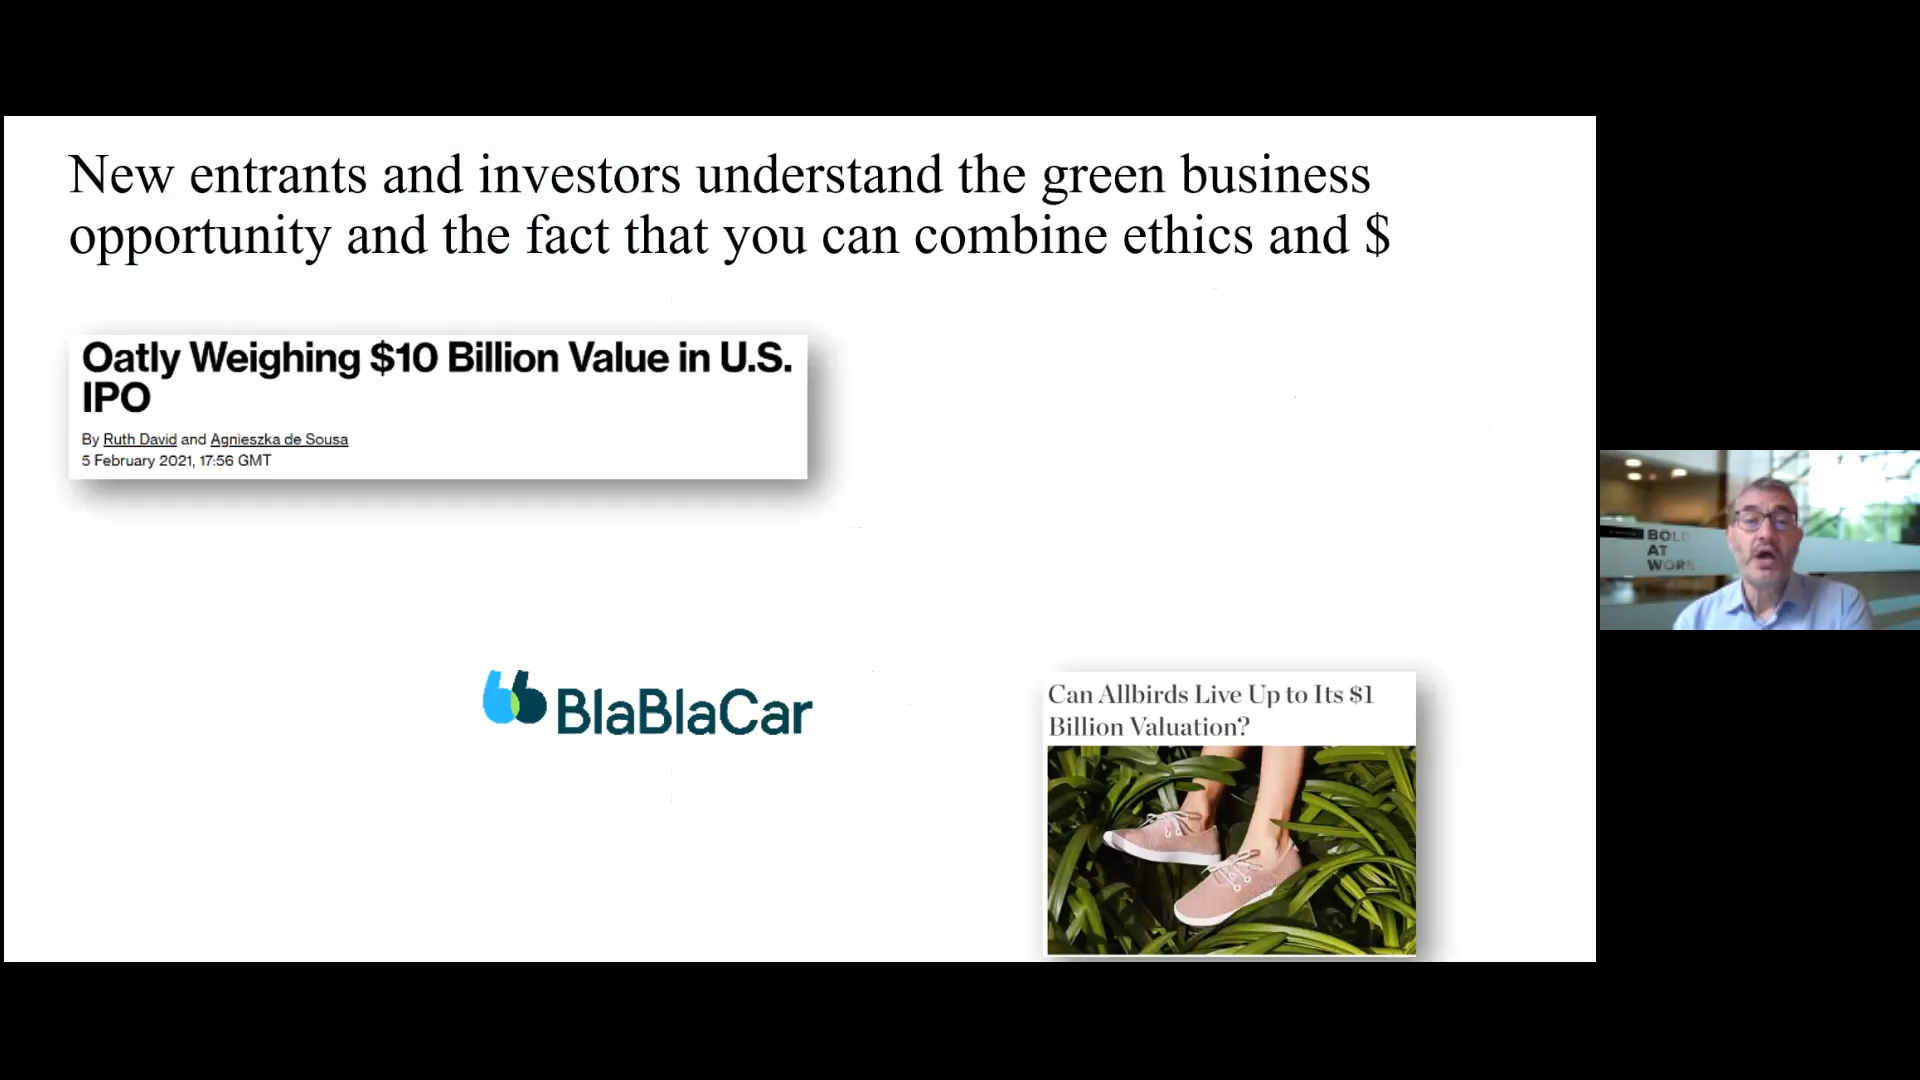 New entrants and investors understand the green business
opportunity and the fact that you can combine ethics and $
Oatly Weighing $10 Billion Value in U.S.
IPO
By Ruth David and Agnieszka de Sousa
5 February 2021, 17:56 GMT
BlaBlaCar
Can Allbirds Live Up to Its $1
Billion Valuation?
BOLD
AT
WORK